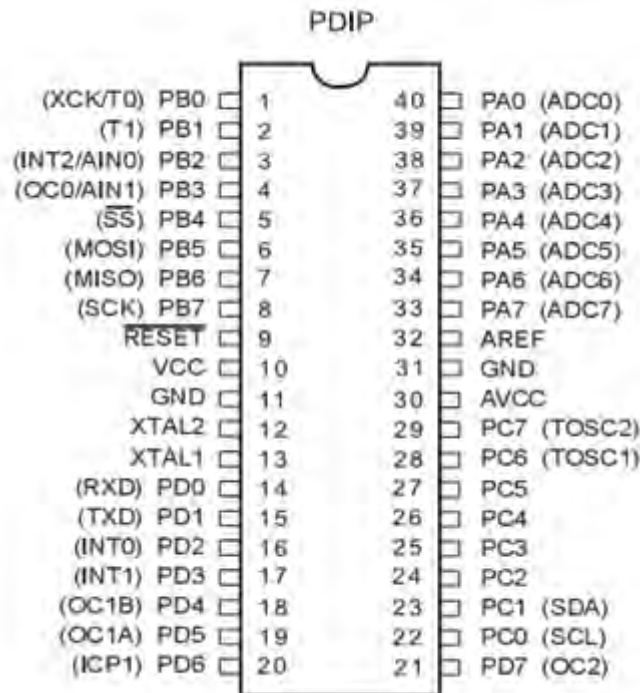 PDIP
(XCK/T0) PB0 1 40 PA0 (ADC0)
(T1) PB1 2 39 PA1 (ADC1)
(INT2/AIN0) PB2 3 38 PA2 (ADC2)
(OC0/AIN1) PB3 4 37 PA3 (ADC3)
(S̅S̅) PB4 5 36 PA4 (ADC4)
(MOSI) PB5 6 35 PA5 (ADC5)
(MISO) PB6 7 34 PA6 (ADC6)
(SCK) PB7 8 33 PA7 (ADC7)
R̅E̅S̅E̅T̅ 9 32 AREF
VCC 10 31 GND
GND 11 30 AVCC
XTAL2 12 29 PC7 (TOSC2)
XTAL1 13 28 PC6 (TOSC1)
(RXD) PD0 14 27 PC5
(TXD) PD1 15 26 PC4
(INT0) PD2 16 25 PC3
(INT1) PD3 17 24 PC2
(OC1B) PD4 18 23 PC1 (SDA)
(OC1A) PD5 19 22 PC0 (SCL)
(ICP1) PD6 20 21 PD7 (OC2)